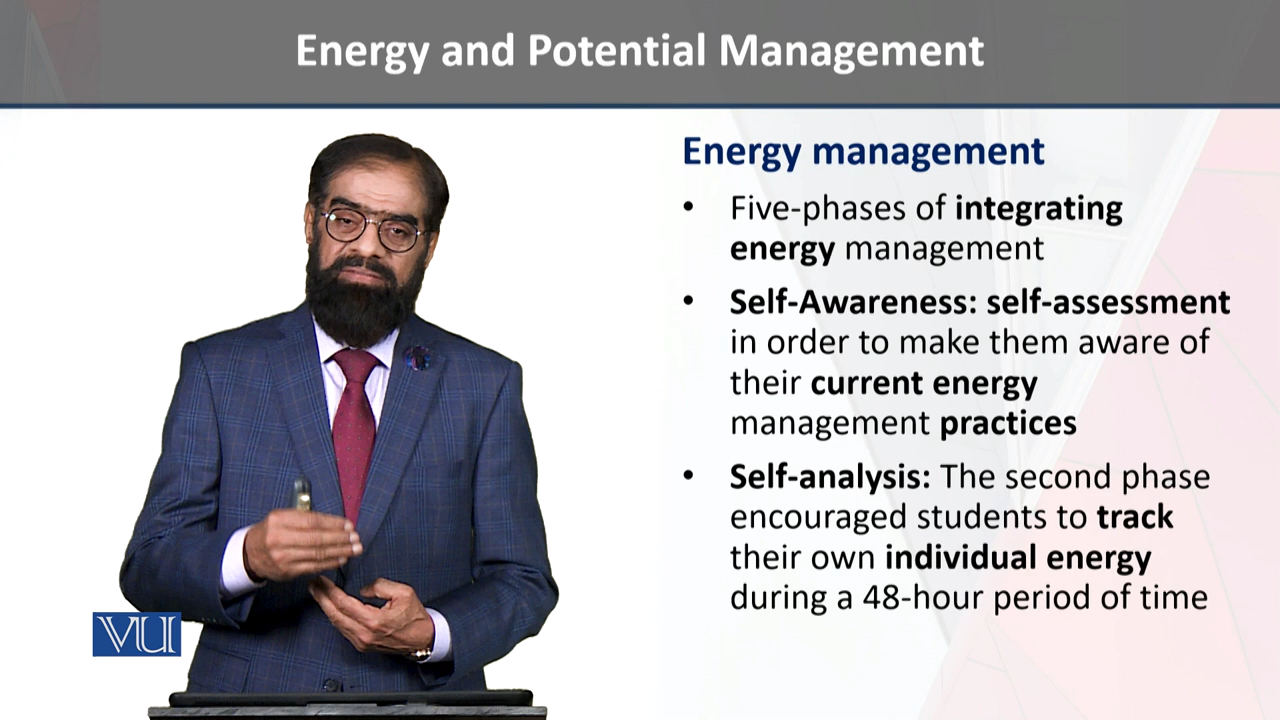 Energy and Potential Management
Energy management
• Five-phases of integrating
energy management
• Self-Awareness: self-assessment
in order to make them aware of
their current energy
management practices
• Self-analysis: The second phase
encouraged students to track
their own individual energy
during a 48-hour period of time
VU